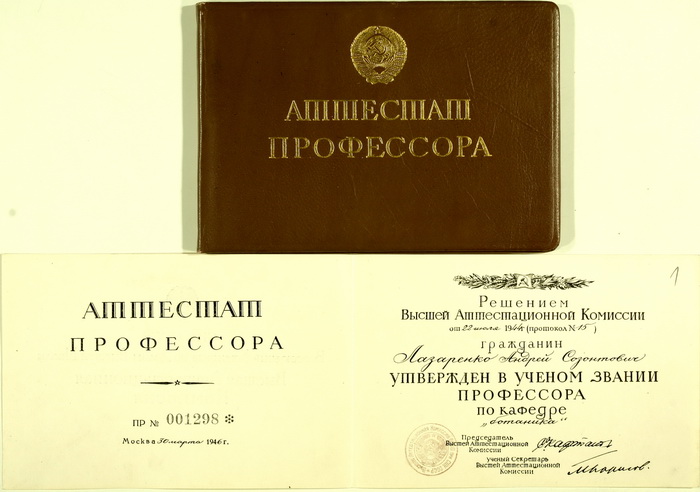 АТТЕСТАТ
ПРОФЕССОРА
АТТЕСТАТ
ПРОФЕССОРА
ПР № 001298 *
Москва 30 марта 1946 г.
1
Решением
Высшей Аттестационной Комиссии
от 22 июля 1944 (протокол № 15)
гражданин
Лазаренко Андрей Созонтович
УТВЕРЖДЕН В УЧЕНОМ ЗВАНИИ
ПРОФЕССОРА
по кафедре
„ботаника"
Председатель
Высшей Аттестационной
Комиссии
Ученый Секретарь
Высшей Аттестационной
Комиссии